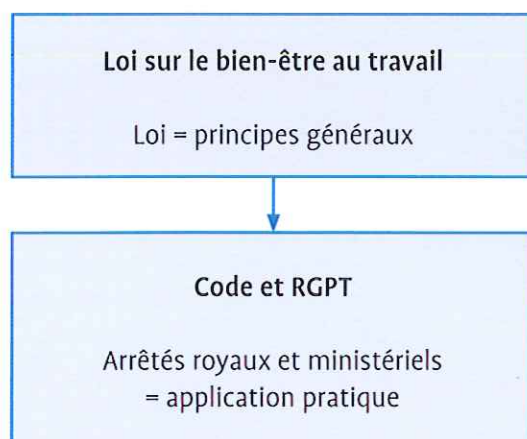 Loi sur le bien-être au travail
Loi = principes généraux
Code et RGPT
Arrêtés royaux et ministériels
= application pratique